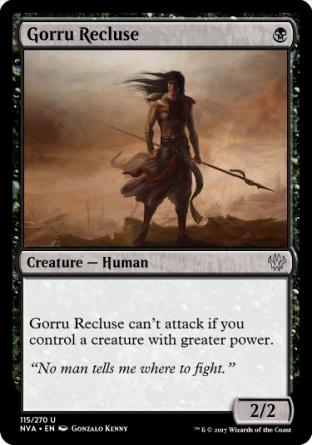 Gorru Recluse
Creature — Human
Gorru Recluse can't attack if you
control a creature with greater power.
"No man tells me where to fight."
115/270 U
NVA • EN Gonzalo Kenny
2/2
™ & © 2017 Wizards of the Coast